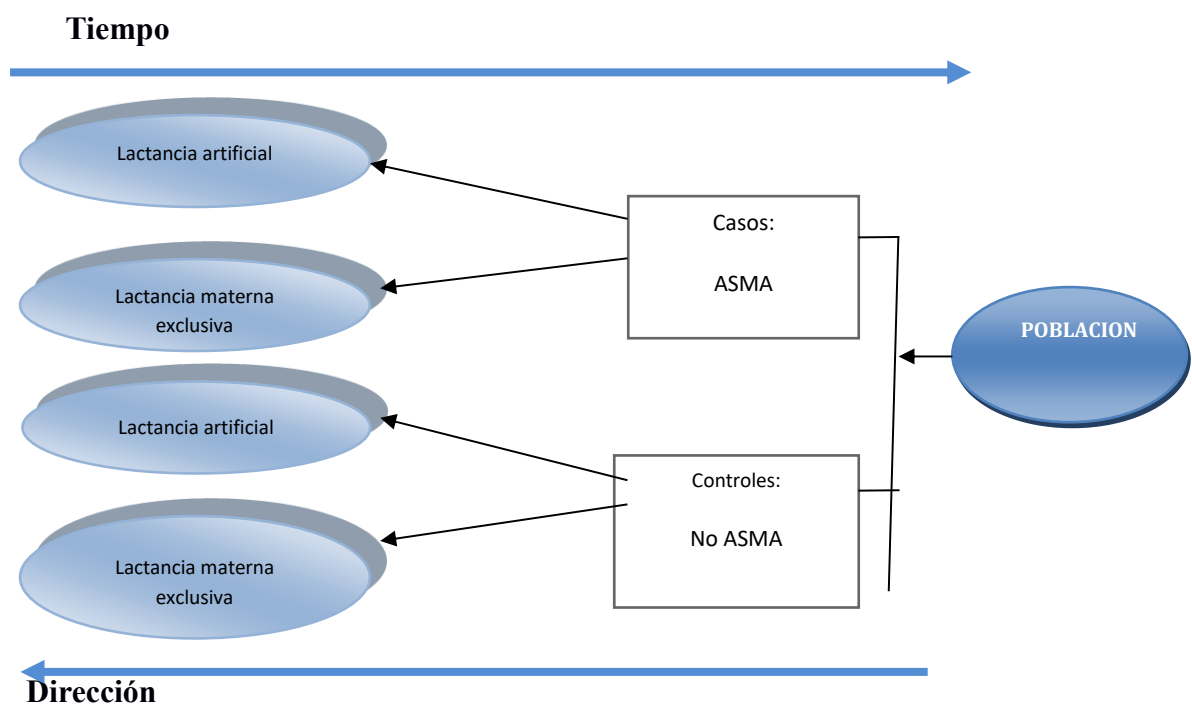 Tiempo
Lactancia artificial
Casos:
ASMA
Lactancia materna
exclusiva
POBLACION
Lactancia artificial
Controles:
No ASMA
Lactancia materna
exclusiva
Dirección